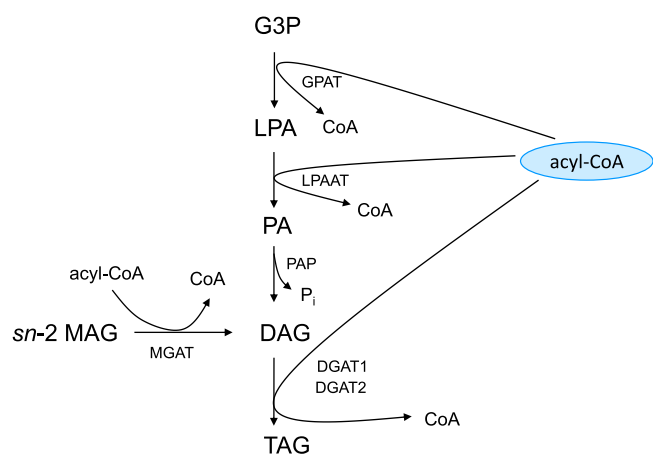 G3P
GPAT
CoA
LPA
acyl-CoA
LPAAT
CoA
PA
PAP
acyl-CoA
CoA
Pi
sn-2 MAG
DAG
MGAT
DGAT1
DGAT2
CoA
TAG